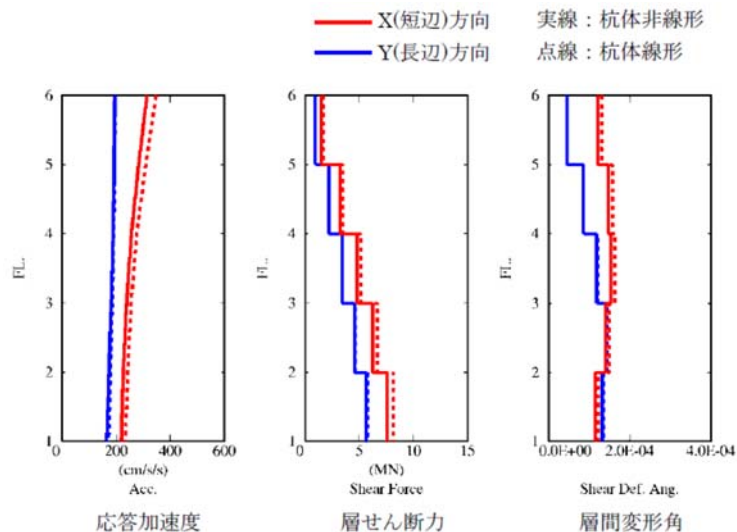 X(短辺)方向 実線：杭体非線形
Y(長辺)方向 点線：杭体線形
6 6 6
5 5 5
4 4 4
FL. FL. FL.
3 3 3
2 2 2
1 1 1
0 200 400 600 0 5 10 15 0.0E+00 2.0E-04 4.0E-04
(cm/s/s) (MN)
Acc. Shear Force Shear Def. Ang.
応答加速度 層せん断力 層間変形角